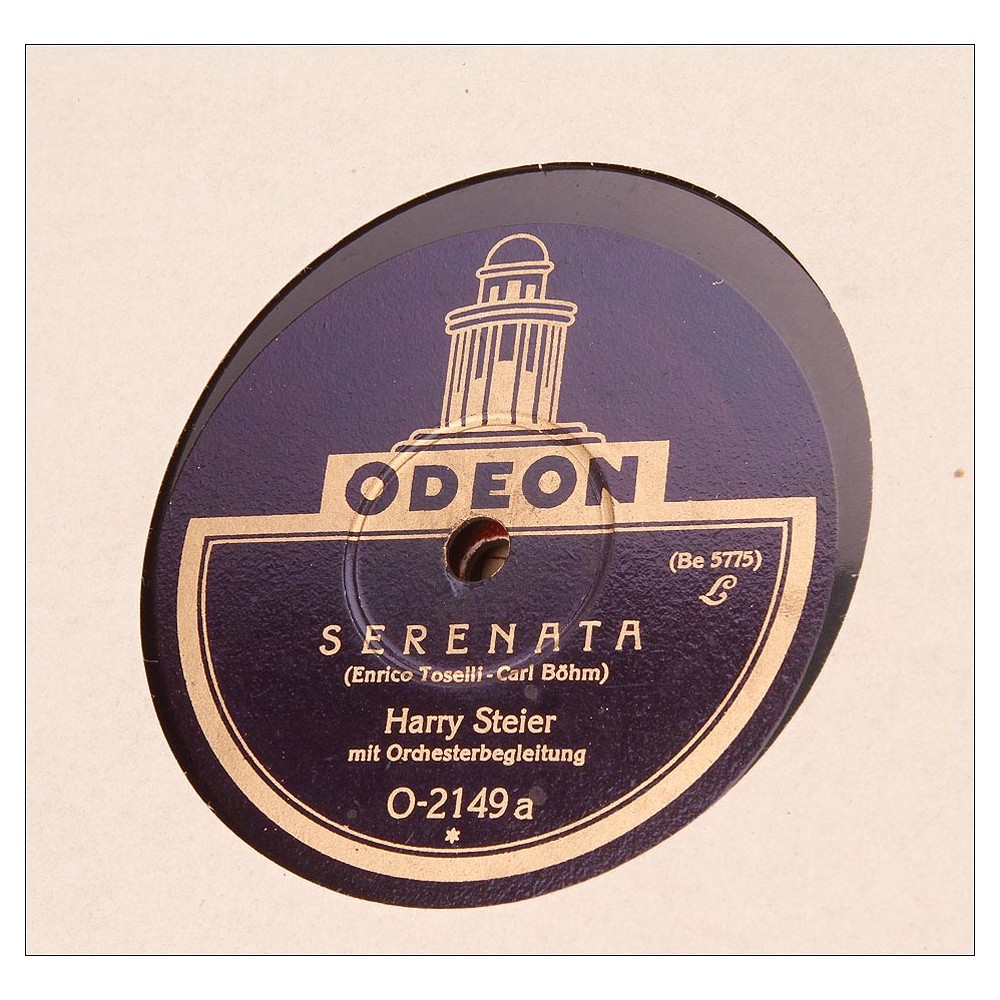 ODEON
(Be 5775)
L
SERENATA
(Enrico Toselli - Carl Böhm)
Harry Steier
mit Orchesterbegleitung
O-2149 a
*